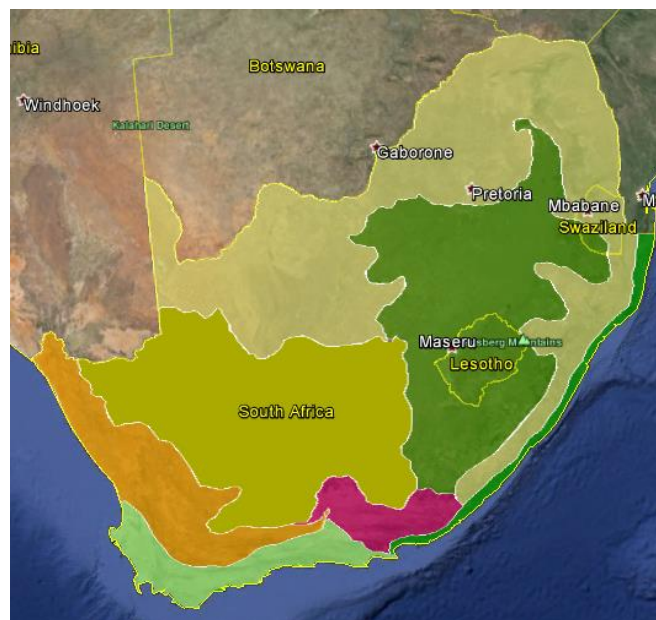 ibia
Botswana
Windhoek
Kalahari Desert
Gaborone
Pretoria
Mbabane
M
Swaziland
Maseru
sberg Mountains
Lesotho
South Africa